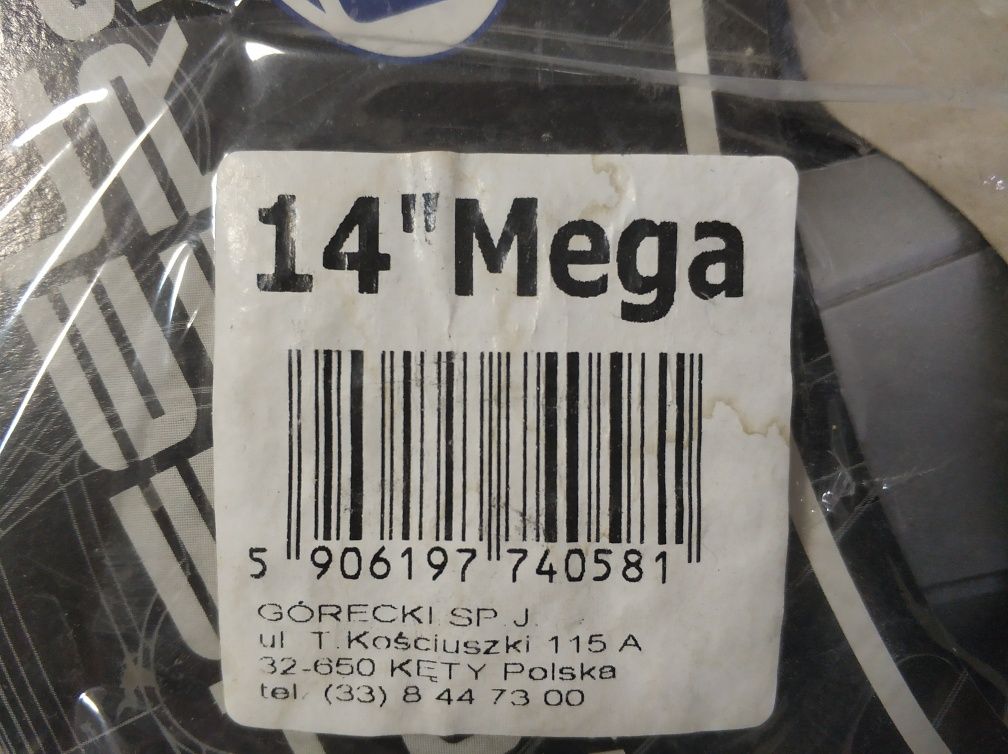 14"Mega
5 906197 740581
GÓRECKI SP.J.
ul. T.Kościuszki 115 A
32-650 KĘTY Polska
tel. (33) 8 44 73 00